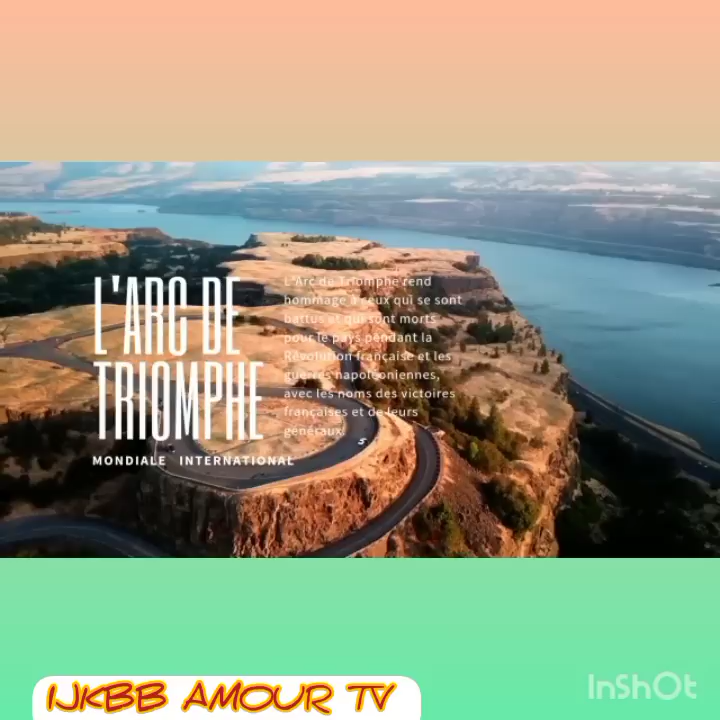 L'ARC DE
TRIOMPHE
MONDIALE INTERNATIONAL
L'Arc de Triomphe rend
hommage à ceux qui se sont
battus et qui sont morts
pour le pays pendant la
Révolution française et les
guerres napoléoniennes,
avec les noms des victoires
françaises et de leurs
généraux
IJKBB AMOUR TV
InShOt